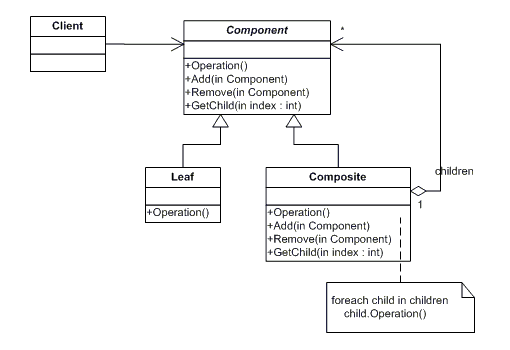 Client
Component
*
+Operation()
+Add(in Component)
+Remove(in Component)
+GetChild(in index : int)
Leaf
+Operation()
Composite
+Operation()
+Add(in Component)
+Remove(in Component)
+GetChild(in index : int)
children
1
foreach child in children
child.Operation()